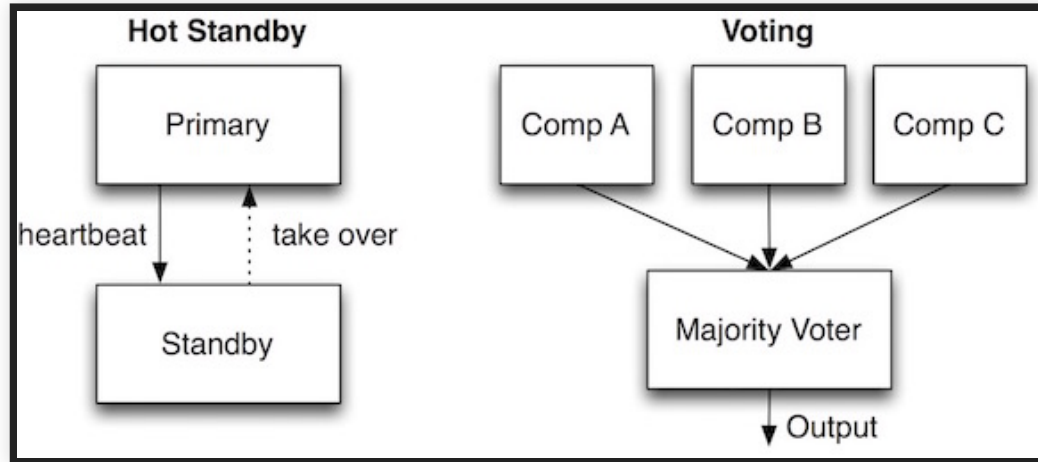 Hot Standby
Primary
heartbeat
take over
Standby
Voting
Comp A
Comp B
Comp C
Majority Voter
Output